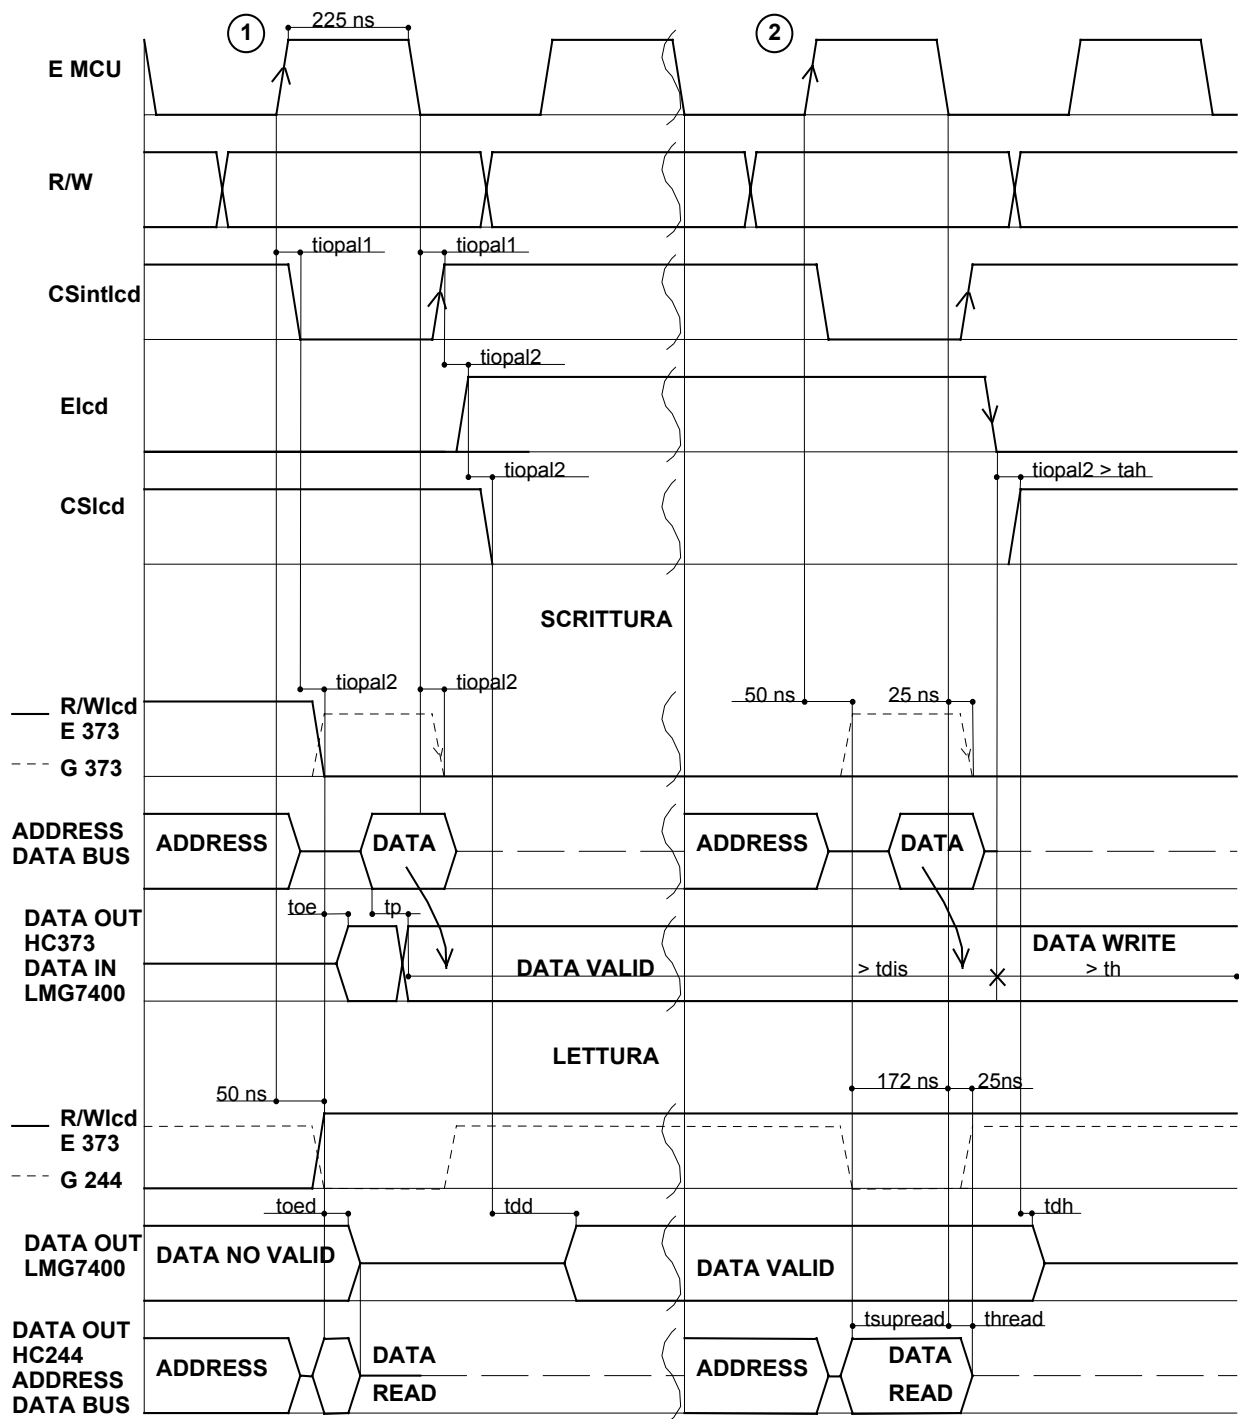 1
225 ns
2
E MCU
R/W
tiopal1
tiopal1
CSintlcd
tiopal2
Elcd
tiopal2
tiopal2 > tah
CSlcd
SCRITTURA
tiopal2
tiopal2
50 ns
25 ns
R/Wlcd
E 373
G 373
ADDRESS
DATA BUS
ADDRESS
DATA
ADDRESS
DATA
toe
tp
DATA OUT
HC373
DATA IN
LMG7400
DATA VALID
> tdis
DATA WRITE
> th
LETTURA
50 ns
172 ns
25ns
R/Wlcd
E 373
G 244
toed
tdd
tdh
DATA OUT
LMG7400
DATA NO VALID
DATA VALID
tsupread
thread
DATA OUT
HC244
ADDRESS
DATA BUS
ADDRESS
DATA
READ
ADDRESS
DATA
READ